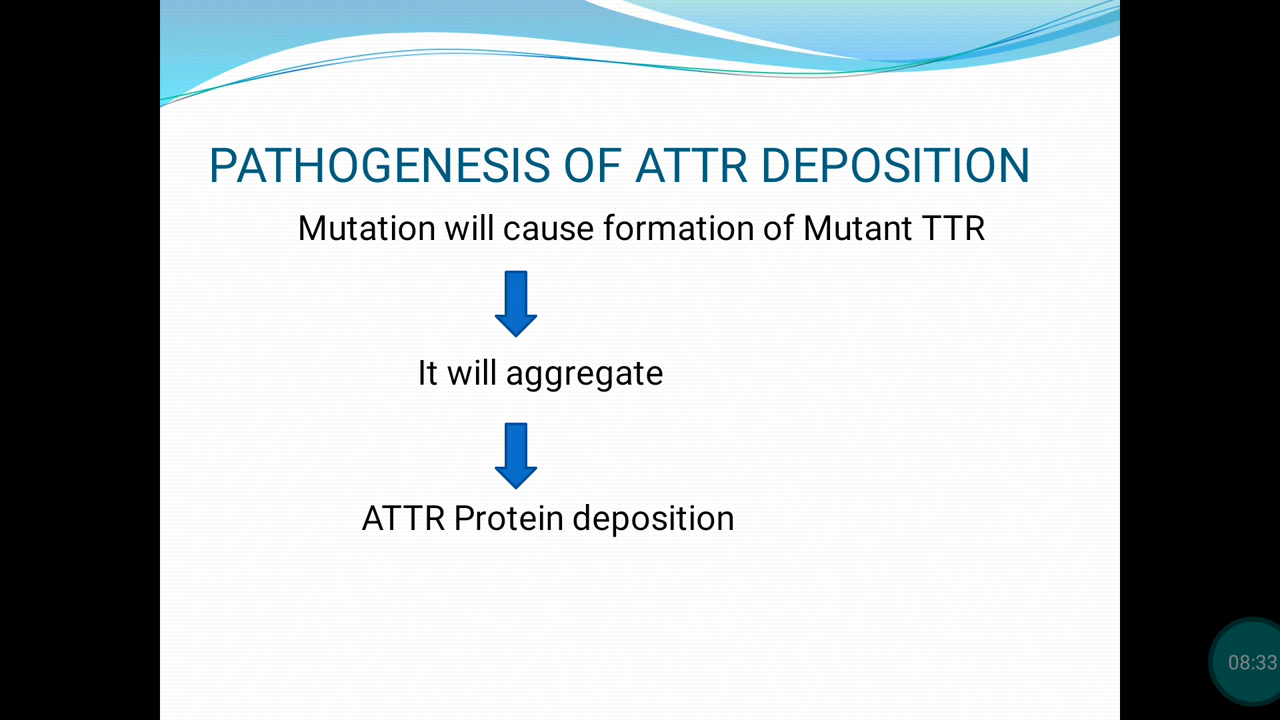 PATHOGENESIS OF ATTR DEPOSITION
Mutation will cause formation of Mutant TTR
It will aggregate
ATTR Protein deposition
08:33